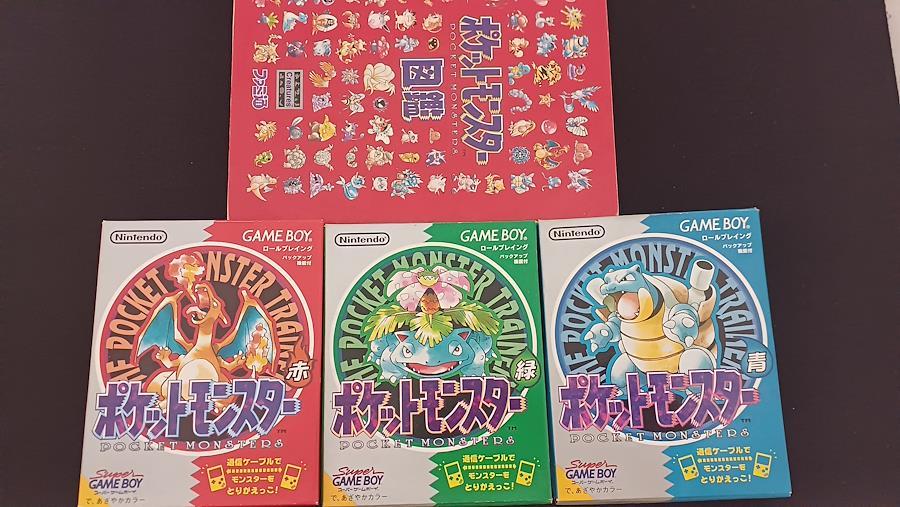 ポケットモンスター
POCKET MONSTERS
図鑑
Creatures
ファミ通
Nintendo
GAME BOY
ロールプレイング
バックアップ
機能付
THE POCKET MONSTER TRAINER
赤
ポケットモンスター
TM
POCKET MONSTERS
Super
GAME BOY
スーパーゲームボーイ
で、あざやかカラー
通信ケーブルで
モンスターを
とりかえっこ!
Nintendo
GAME BOY
ロールプレイング
バックアップ
機能付
THE POCKET MONSTER TRAINER
緑
ポケットモンスター
TM
POCKET MONSTERS
Super
GAME BOY
スーパーゲームボーイ
で、あざやかカラー
通信ケーブルで
モンスターを
とりかえっこ!
Nintendo
GAME BOY
ロールプレイング
バックアップ
機能付
THE POCKET MONSTER TRAINER
青
ポケットモンスター
TM
POCKET MONSTERS
Super
GAME BOY
スーパーゲームボーイ
で、あざやかカラー
通信ケーブルで
モンスターを
とりかえっこ!